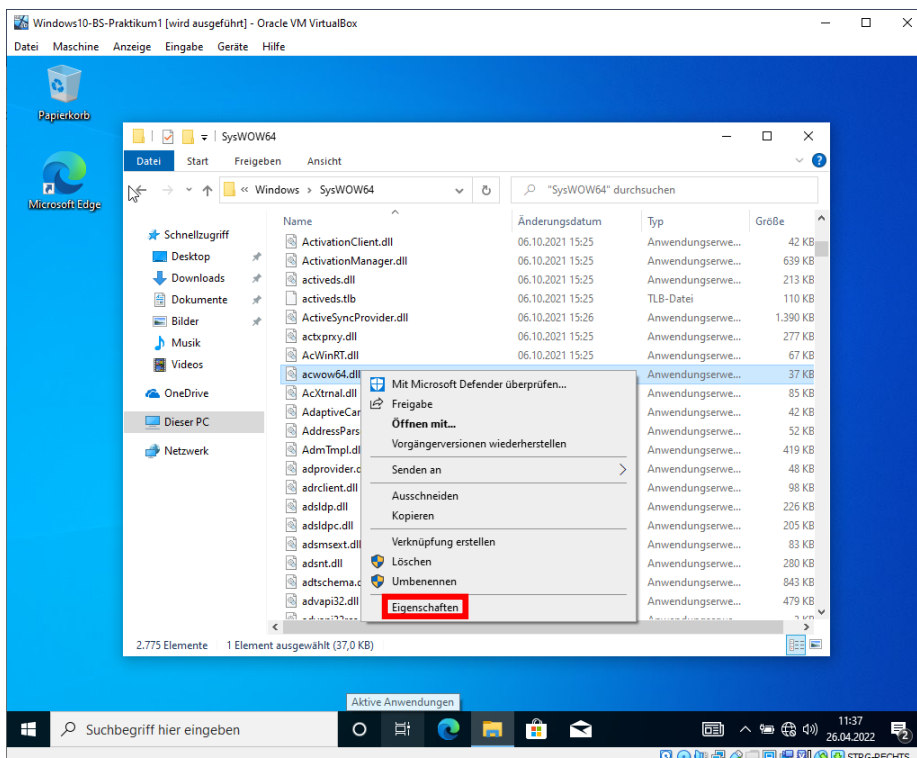 Windows10-BS-Praktikum1 [wird ausgeführt] - Oracle VM VirtualBox
Datei Maschine Anzeige Eingabe Geräte Hilfe
Papierkorb
Microsoft Edge
SysWOW64
Datei Start Freigeben Ansicht
« Windows › SysWOW64
"SysWOW64" durchsuchen
Name Änderungsdatum Typ Größe
Schnellzugriff
Desktop
Downloads
Dokumente
Bilder
Musik
Videos
OneDrive
Dieser PC
Netzwerk
ActivationClient.dll 06.10.2021 15:25 Anwendungserwe... 42 KB
ActivationManager.dll 06.10.2021 15:25 Anwendungserwe... 639 KB
activeds.dll 06.10.2021 15:25 Anwendungserwe... 213 KB
activeds.tlb 06.10.2021 15:25 TLB-Datei 110 KB
ActiveSyncProvider.dll 06.10.2021 15:26 Anwendungserwe... 1.390 KB
actxprxy.dll 06.10.2021 15:25 Anwendungserwe... 277 KB
AcWinRT.dll 06.10.2021 15:25 Anwendungserwe... 67 KB
acwow64.dll Anwendungserwe... 37 KB
AcXtrnal.dll Anwendungserwe... 85 KB
AdaptiveCar Anwendungserwe... 42 KB
AddressPars Anwendungserwe... 52 KB
AdmTmpl.dl Anwendungserwe... 419 KB
adprovider.d Anwendungserwe... 48 KB
adrclient.dll Anwendungserwe... 98 KB
adsldp.dll Anwendungserwe... 226 KB
adsldpc.dll Anwendungserwe... 205 KB
adsmsext.dll Anwendungserwe... 83 KB
adsnt.dll Anwendungserwe... 280 KB
adtschema.d Anwendungserwe... 843 KB
advapi32.dll Anwendungserwe... 479 KB
Mit Microsoft Defender überprüfen...
Freigabe
Öffnen mit...
Vorgängerversionen wiederherstellen
Senden an
Ausschneiden
Kopieren
Verknüpfung erstellen
Löschen
Umbenennen
Eigenschaften
2.775 Elemente 1 Element ausgewählt (37,0 KB)
Aktive Anwendungen
Suchbegriff hier eingeben
11:37
26.04.2022
2
STRG-RECHTS